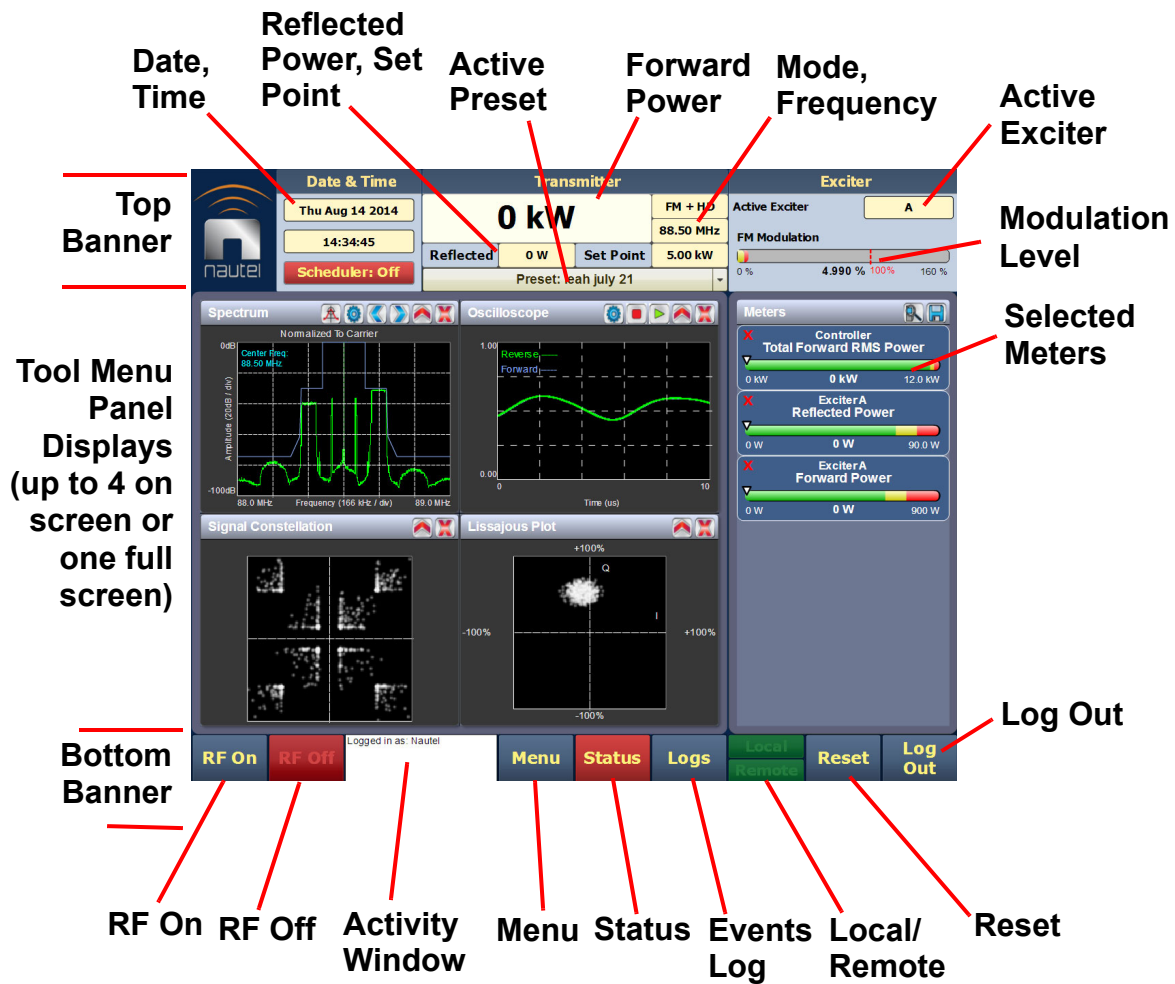 Date,
Time
Reflected
Power, Set
Point
Active
Preset
Forward
Power
Mode,
Frequency
Active
Exciter
Top
Banner
Modulation
Level
Selected
Meters
Tool Menu
Panel
Displays
(up to 4 on
screen or
one full
screen)
Bottom
Banner
Log Out
nautel
Date & Time
Thu Aug 14 2014
14:34:45
Scheduler: Off
Transmitter
0 kW
FM + HD
88.50 MHz
Reflected 0 W Set Point 5.00 kW
Preset: leah july 21
Exciter
Active Exciter A
FM Modulation
0 % 4.990 % 100% 160 %
Spectrum
Normalized To Carrier
0dB
Center Freq:
88.50 MHz
Amplitude (20dB / div)
-100dB
88.0 MHz Frequency (166 kHz / div) 89.0 MHz
Oscilloscope
1.00
Reverse
Forward
0.00
0 10
Time (us)
Meters
Controller
Total Forward RMS Power
0 kW 0 kW 12.0 kW
Exciter A
Reflected Power
0 W 0 W 90.0 W
Exciter A
Forward Power
0 W 0 W 900 W
Signal Constellation
Lissajous Plot
+100%
Q
I
-100% +100%
-100%
RF On
RF Off
Logged in as: Nautel
Menu
Status
Logs
Local
Remote
Reset
Log
Out
RF On
RF Off
Activity
Window
Menu
Status
Events
Log
Local/
Remote
Reset